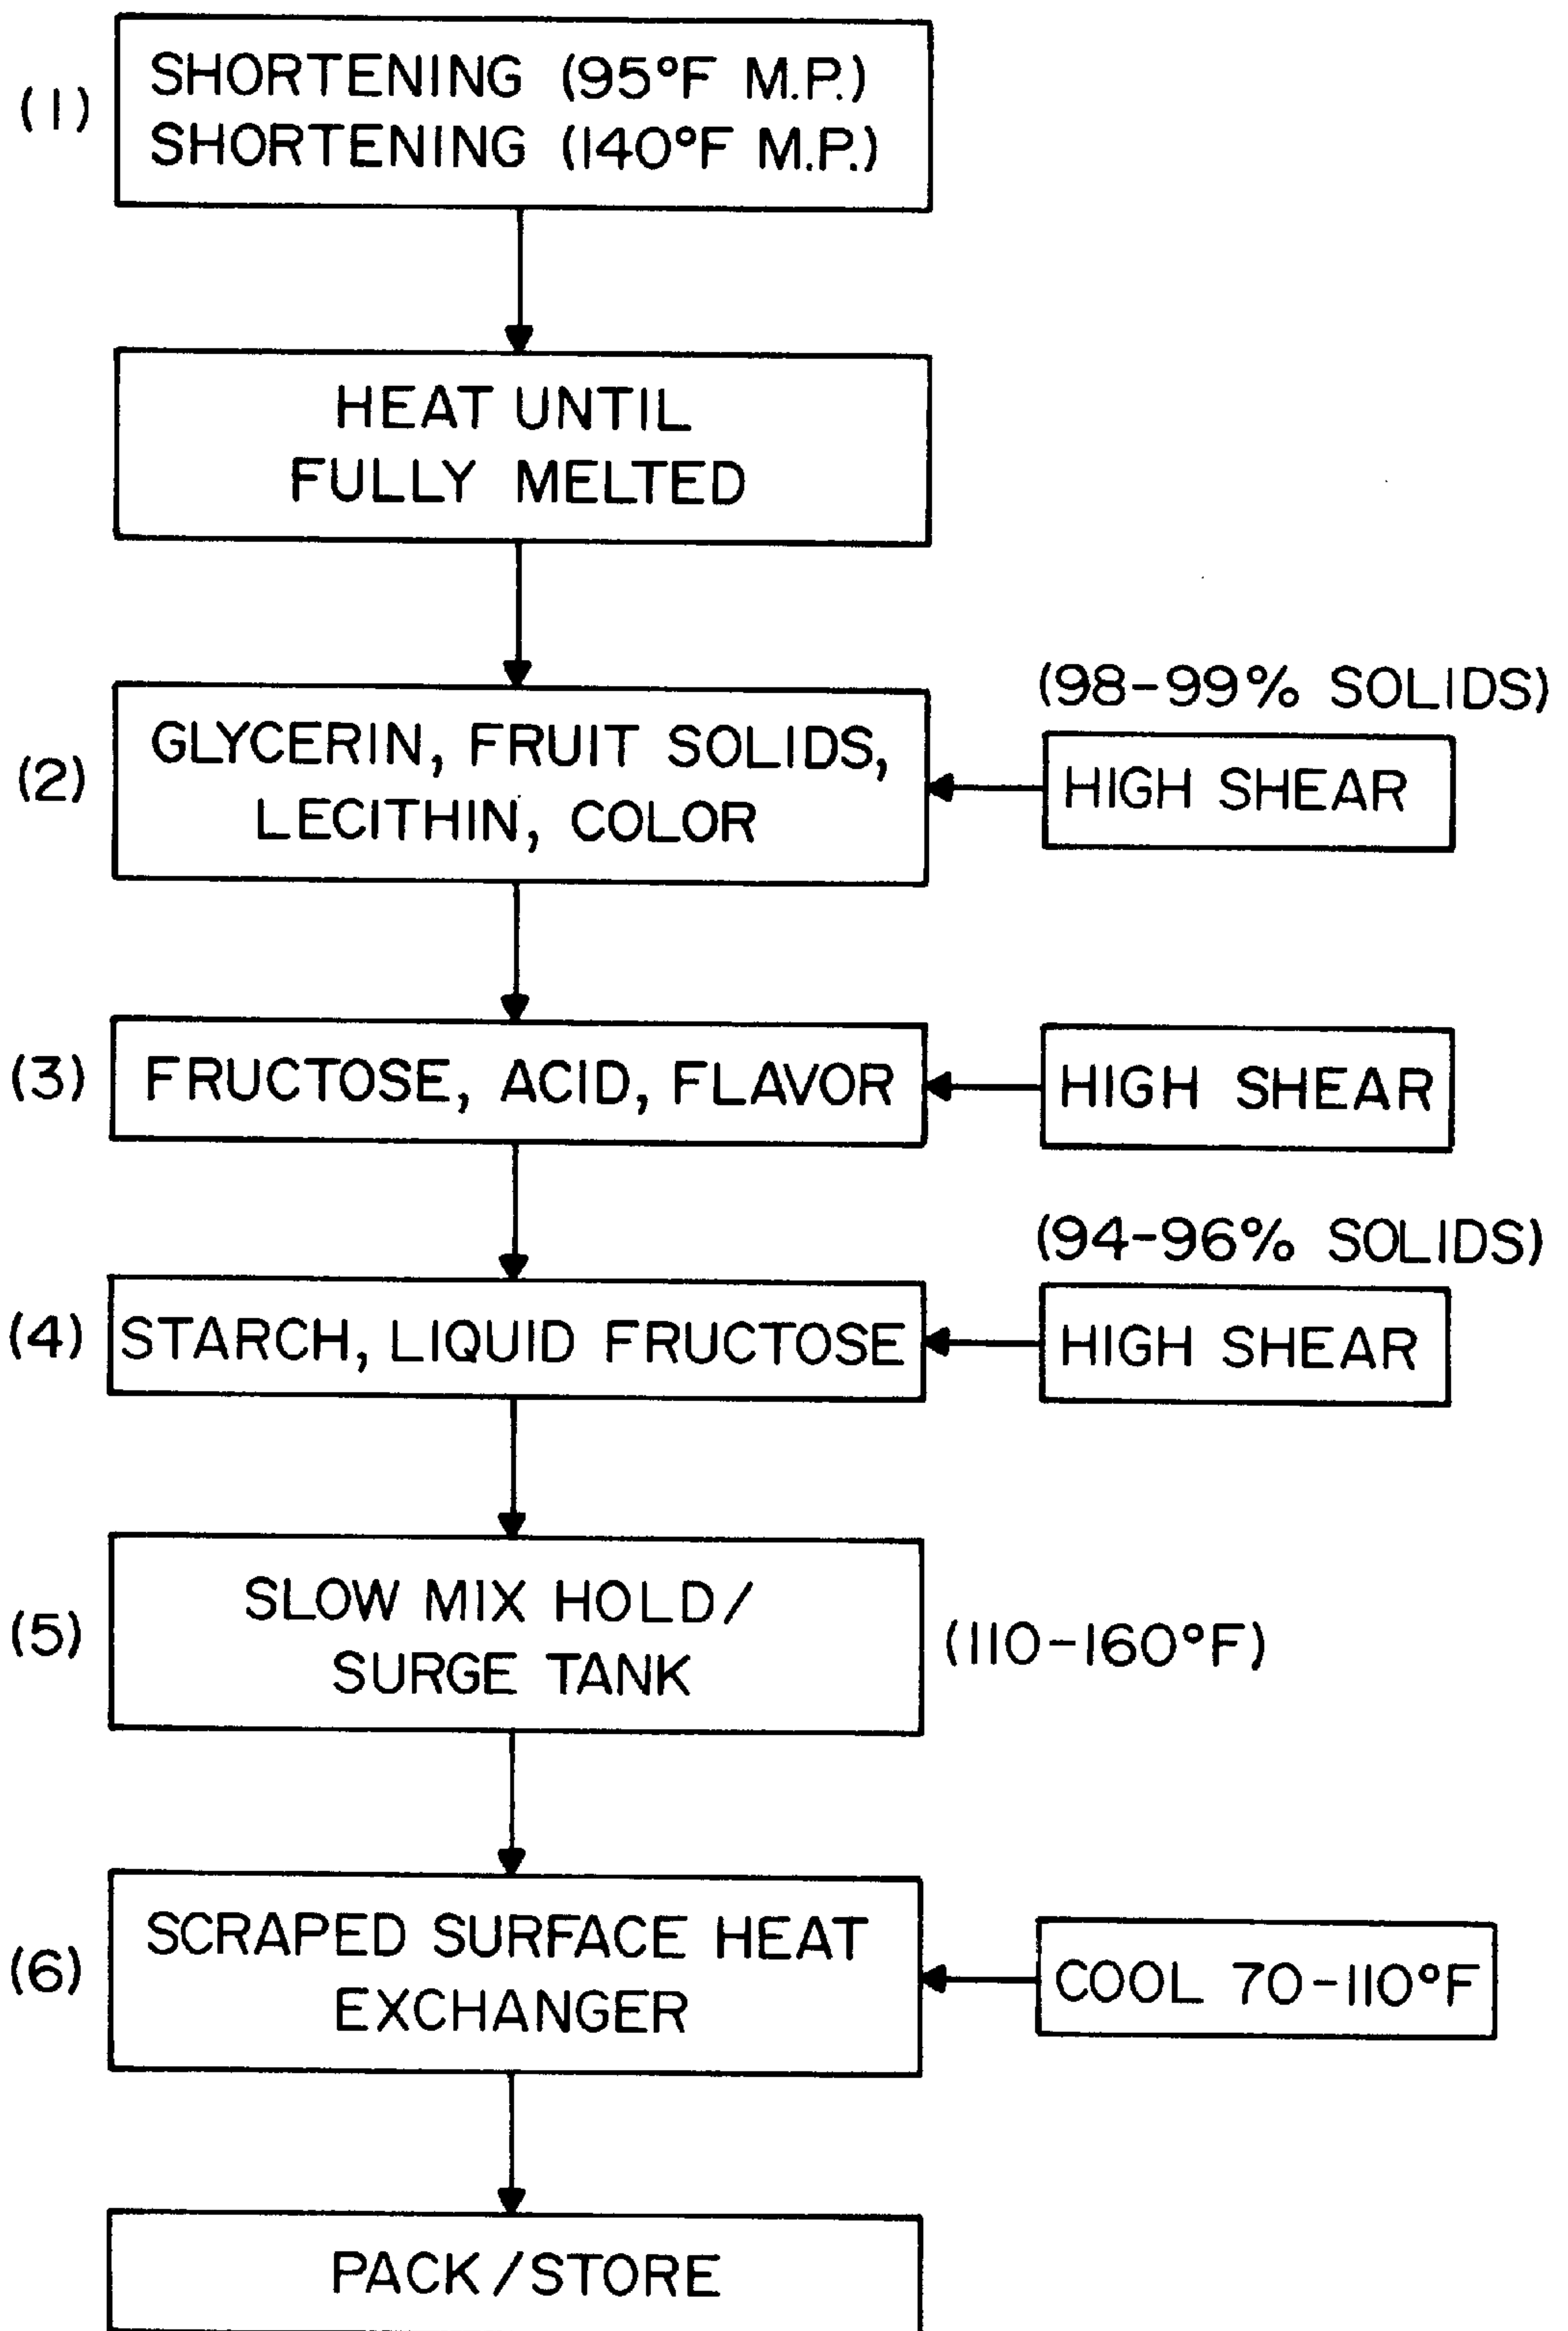 (1)
SHORTENING (95°F M.P.)
SHORTENING (140°F M.P.)
HEAT UNTIL
FULLY MELTED
(2)
GLYCERIN, FRUIT SOLIDS,
LECITHIN, COLOR
(98-99% SOLIDS)
HIGH SHEAR
(3)
FRUCTOSE, ACID, FLAVOR
HIGH SHEAR
(4)
STARCH, LIQUID FRUCTOSE
(94-96% SOLIDS)
HIGH SHEAR
(5)
SLOW MIX HOLD/
SURGE TANK
(110-160°F)
(6)
SCRAPED SURFACE HEAT
EXCHANGER
COOL 70-110°F
PACK/STORE